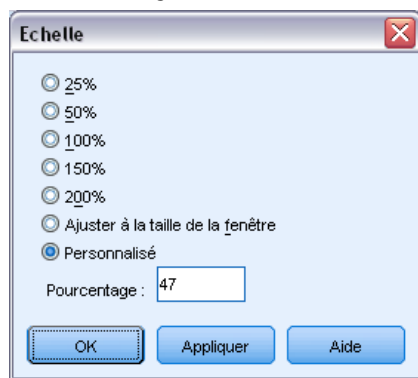 Echelle
25%
50%
100%
150%
200%
Ajuster à la taille de la fenêtre
Personnalisé
Pourcentage : 47
OK Appliquer Aide